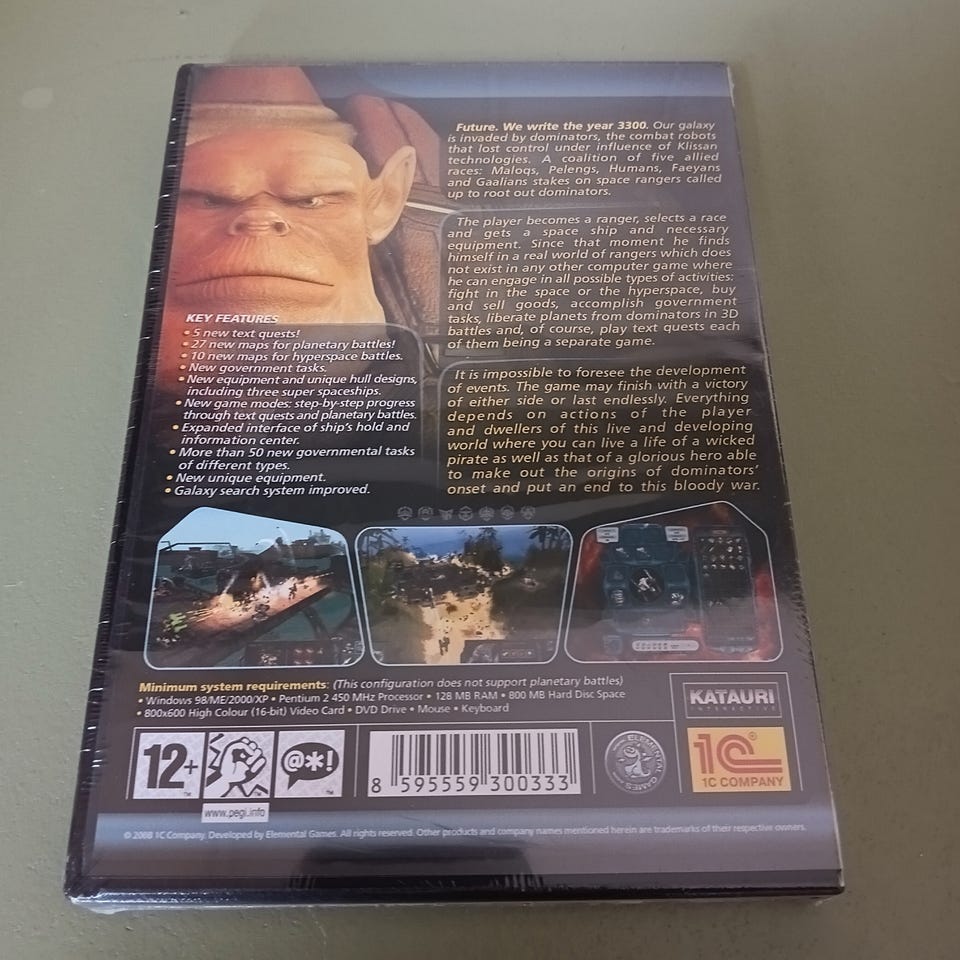 Future. We write the year 3300. Our galaxy
is invaded by dominators, the combat robots
that lost control under influence of Klissan
technologies. A coalition of five allied
races: Maloqs, Pelengs, Humans, Faeyans
and Gaalians stakes on space rangers called
up to root out dominators.
The player becomes a ranger, selects a race
and gets a space ship and necessary
equipment. Since that moment he finds
himself in a real world of rangers which does
not exist in any other computer game where
he can engage in all possible types of activities:
fight in the space or the hyperspace, buy
and sell goods, accomplish government
tasks, liberate planets from dominators in 3D
battles and, of course, play text quests each
of them being a separate game.
It is impossible to foresee the development
of events. The game may finish with a victory
of either side or last endlessly. Everything
depends on actions of the player
and dwellers of this live and developing
world where you can live a life of a wicked
pirate as well as that of a glorious hero able
to make out the origins of dominators'
onset and put an end to this bloody war.
KEY FEATURES
• 5 new text quests!
• 27 new maps for planetary battles!
• 10 new maps for hyperspace battles.
• New government tasks.
• New equipment and unique hull designs,
including three super spaceships.
• New game modes: step-by-step progress
through text quests and planetary battles.
• Expanded interface of ship's hold and
information center.
• More than 50 new governmental tasks
of different types.
• New unique equipment.
• Galaxy search system improved.
Minimum system requirements: (This configuration does not support planetary battles)
• Windows 98/ME/2000/XP • Pentium 2 450 MHz Processor • 128 MB RAM • 800 MB Hard Disc Space
• 800x600 High Colour (16-bit) Video Card • DVD Drive • Mouse • Keyboard
KATAURI
INTERACTIVE
12+
@*!
www.pegi.info
8 595559 300333
ELEMENTAL GAMES
1C
1C COMPANY
© 2008 1C Company. Developed by Elemental Games. All rights reserved. Other products and company names mentioned herein are trademarks of their respective owners.